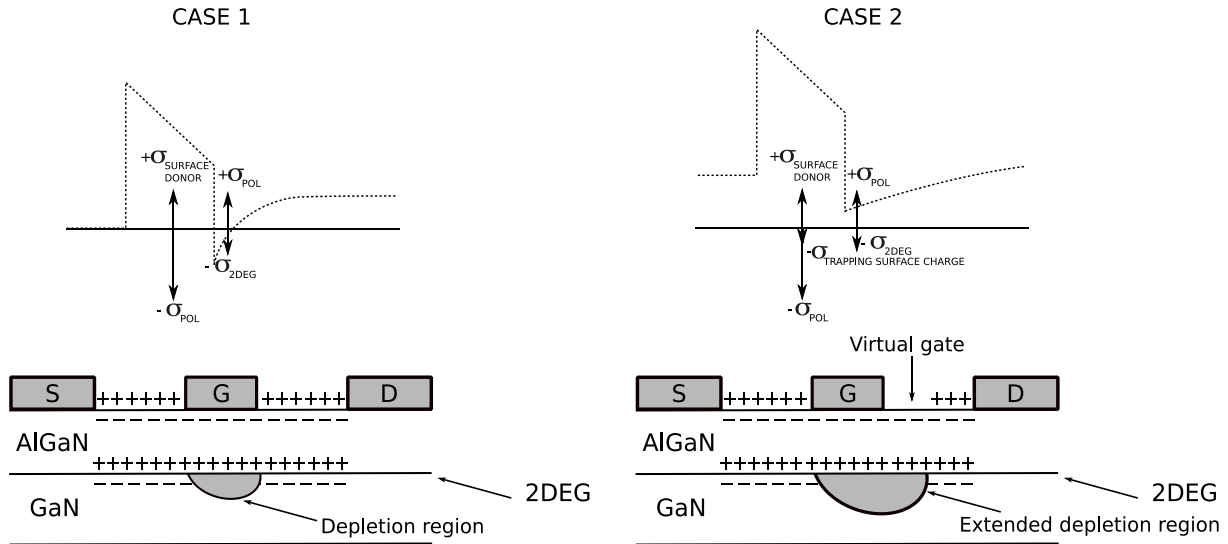 CASE 1
CASE 2
+σSURFACE DONOR
+σPOL
-σ2DEG
-σPOL
+σSURFACE DONOR
+σPOL
-σ2DEG
-σTRAPPING SURFACE CHARGE
-σPOL
Virtual gate
S
++++++
G
++++++
D
– – – – – – – – – – – – – – – –
AlGaN
++++++++++++++++
– – – – – – – – – – – –
GaN
2DEG
Depletion region
S
++++++
G
+++
D
– – – – – – – – – – – – – – – –
AlGaN
++++++++++++++++
– – – – – – – – –
GaN
2DEG
Extended depletion region